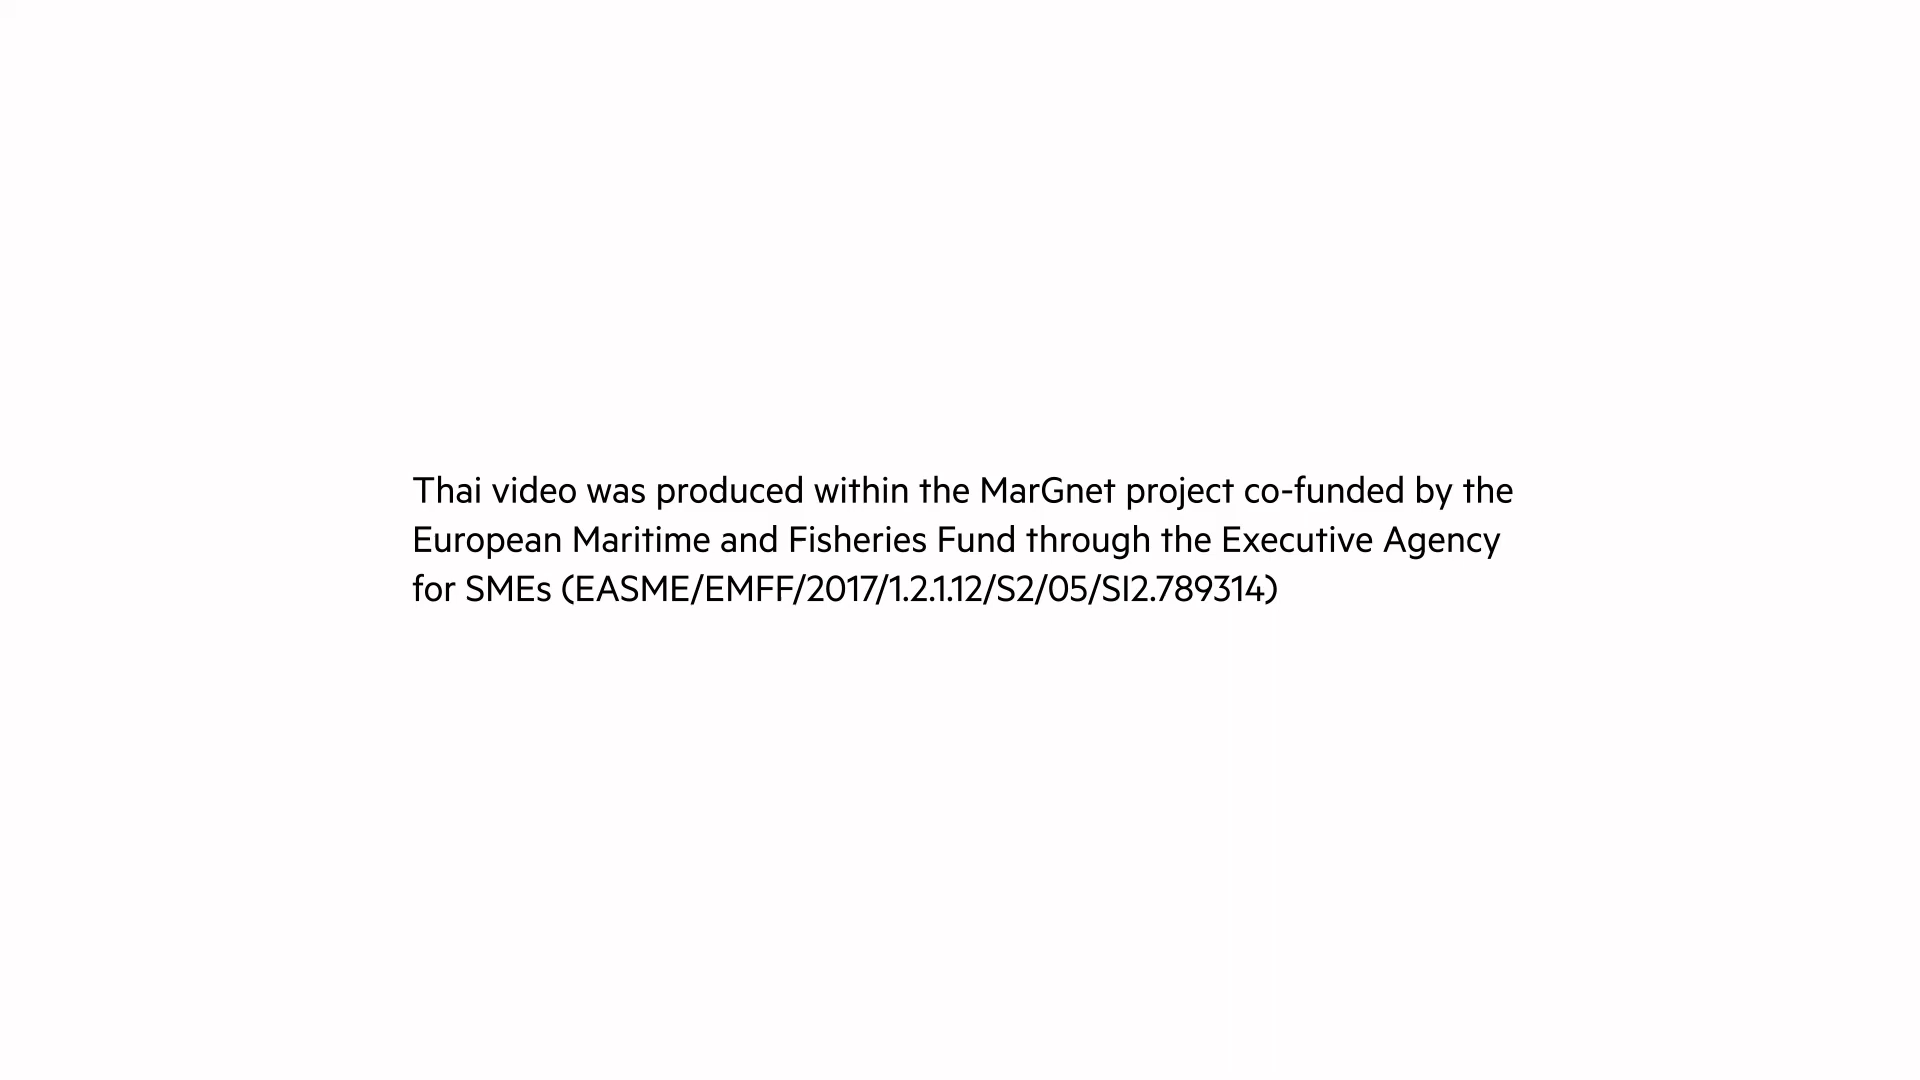 Thai video was produced within the MarGnet project co-funded by the
European Maritime and Fisheries Fund through the Executive Agency
for SMEs (EASME/EMFF/2017/1.2.1.12/S2/05/SI2.789314)